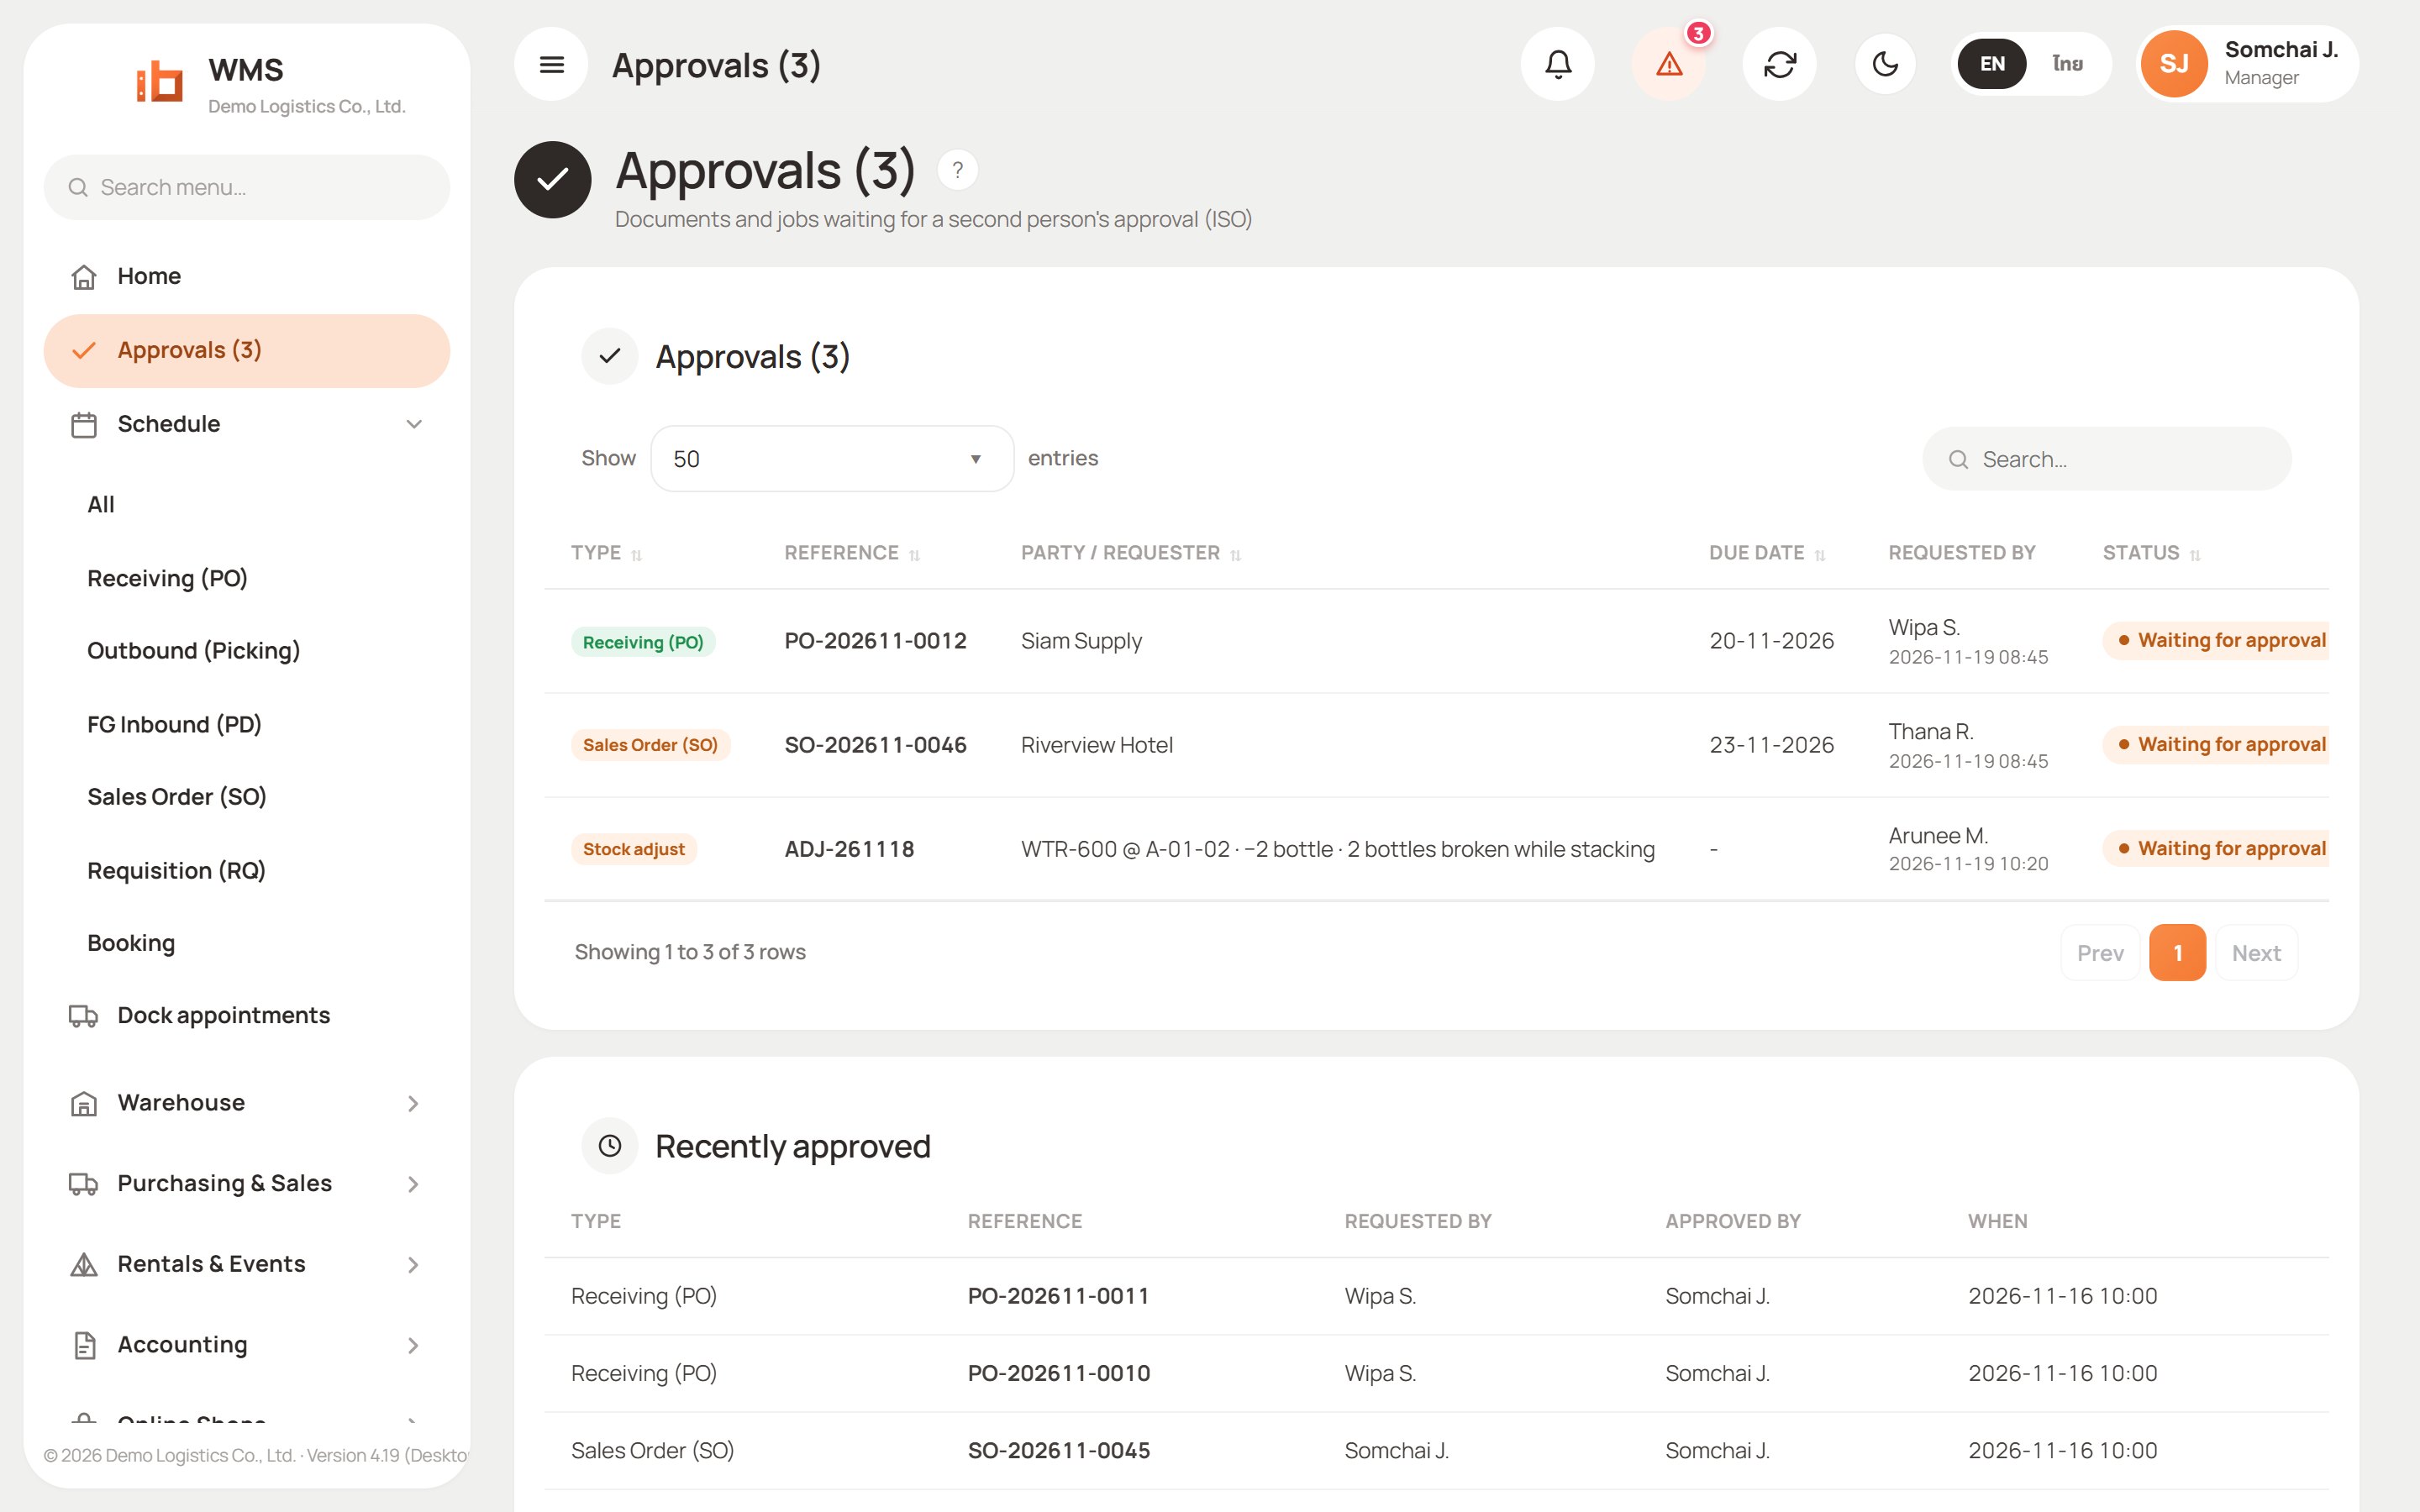 WMS
Demo Logistics Co., Ltd.
Search menu...
Home
Approvals (3)
Schedule
All
Receiving (PO)
Outbound (Picking)
FG Inbound (PD)
Sales Order (SO)
Requisition (RQ)
Booking
Dock appointments
Warehouse
Purchasing & Sales
Rentals & Events
Accounting
Online Shops
© 2026 Demo Logistics Co., Ltd. · Version 4.19 (Desktop
Approvals (3)
3
EN ไทย
SJ
Somchai J.
Manager
Approvals (3) ?
Documents and jobs waiting for a second person's approval (ISO)
Approvals (3)
Show 50 entries
Search...
TYPE REFERENCE PARTY / REQUESTER DUE DATE REQUESTED BY STATUS
Receiving (PO) PO-202611-0012 Siam Supply 20-11-2026 Wipa S. Waiting for approval
2026-11-19 08:45
Sales Order (SO) SO-202611-0046 Riverview Hotel 23-11-2026 Thana R. Waiting for approval
2026-11-19 08:45
Stock adjust ADJ-261118 WTR-600 @ A-01-02 · −2 bottle · 2 bottles broken while stacking - Arunee M. Waiting for approval
2026-11-19 10:20
Showing 1 to 3 of 3 rows
Prev 1 Next
Recently approved
TYPE REFERENCE REQUESTED BY APPROVED BY WHEN
Receiving (PO) PO-202611-0011 Wipa S. Somchai J. 2026-11-16 10:00
Receiving (PO) PO-202611-0010 Wipa S. Somchai J. 2026-11-16 10:00
Sales Order (SO) SO-202611-0045 Somchai J. Somchai J. 2026-11-16 10:00